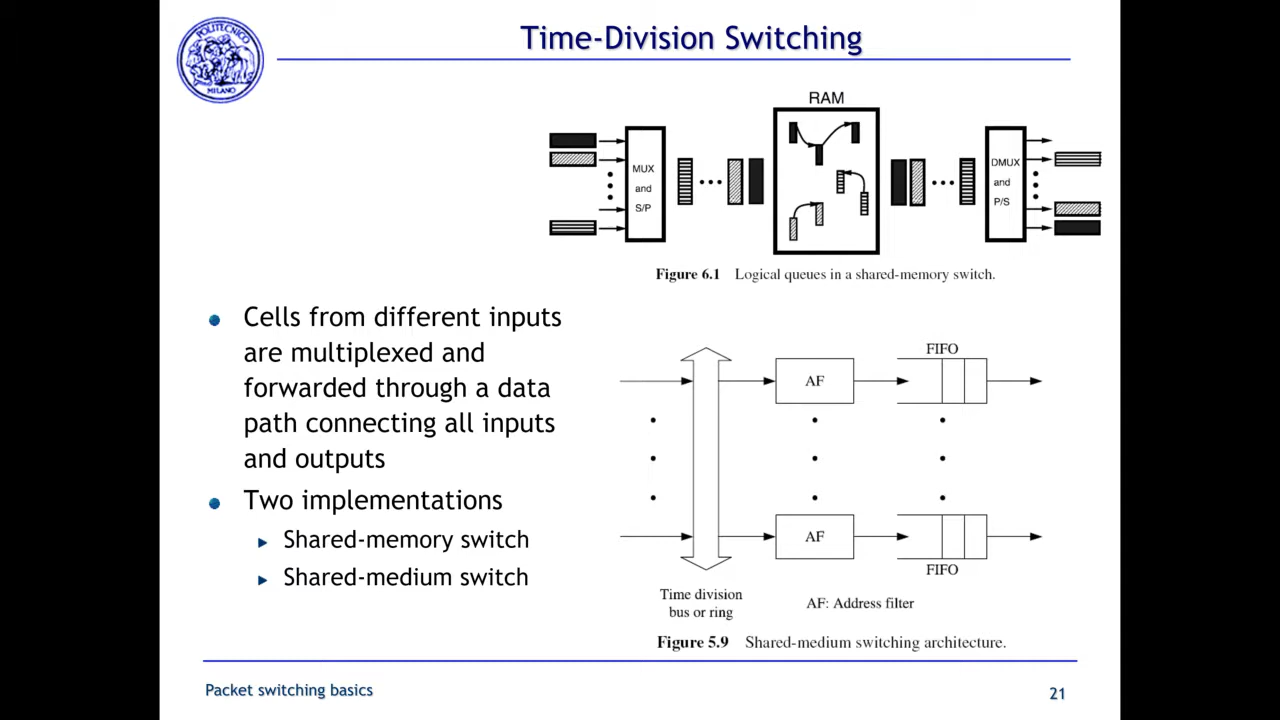 POLITECNICO
MILANO
Time-Division Switching
RAM
MUX
and
S/P
DMUX
and
P/S
Figure 6.1 Logical queues in a shared-memory switch.
Cells from different inputs
are multiplexed and
forwarded through a data
path connecting all inputs
and outputs
Two implementations
Shared-memory switch
Shared-medium switch
FIFO
AF
AF
FIFO
Time division
bus or ring
AF: Address filter
Figure 5.9 Shared-medium switching architecture.
Packet switching basics
21